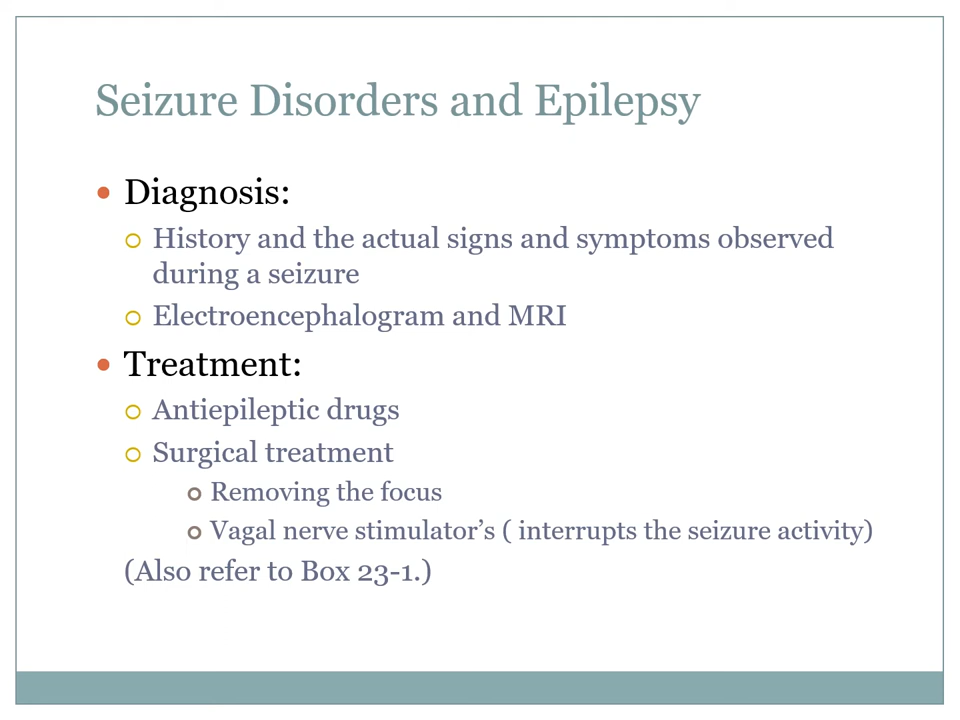 Seizure Disorders and Epilepsy
Diagnosis:
History and the actual signs and symptoms observed
during a seizure
Electroencephalogram and MRI
Treatment:
Antiepileptic drugs
Surgical treatment
Removing the focus
Vagal nerve stimulator’s ( interrupts the seizure activity)
(Also refer to Box 23-1.)